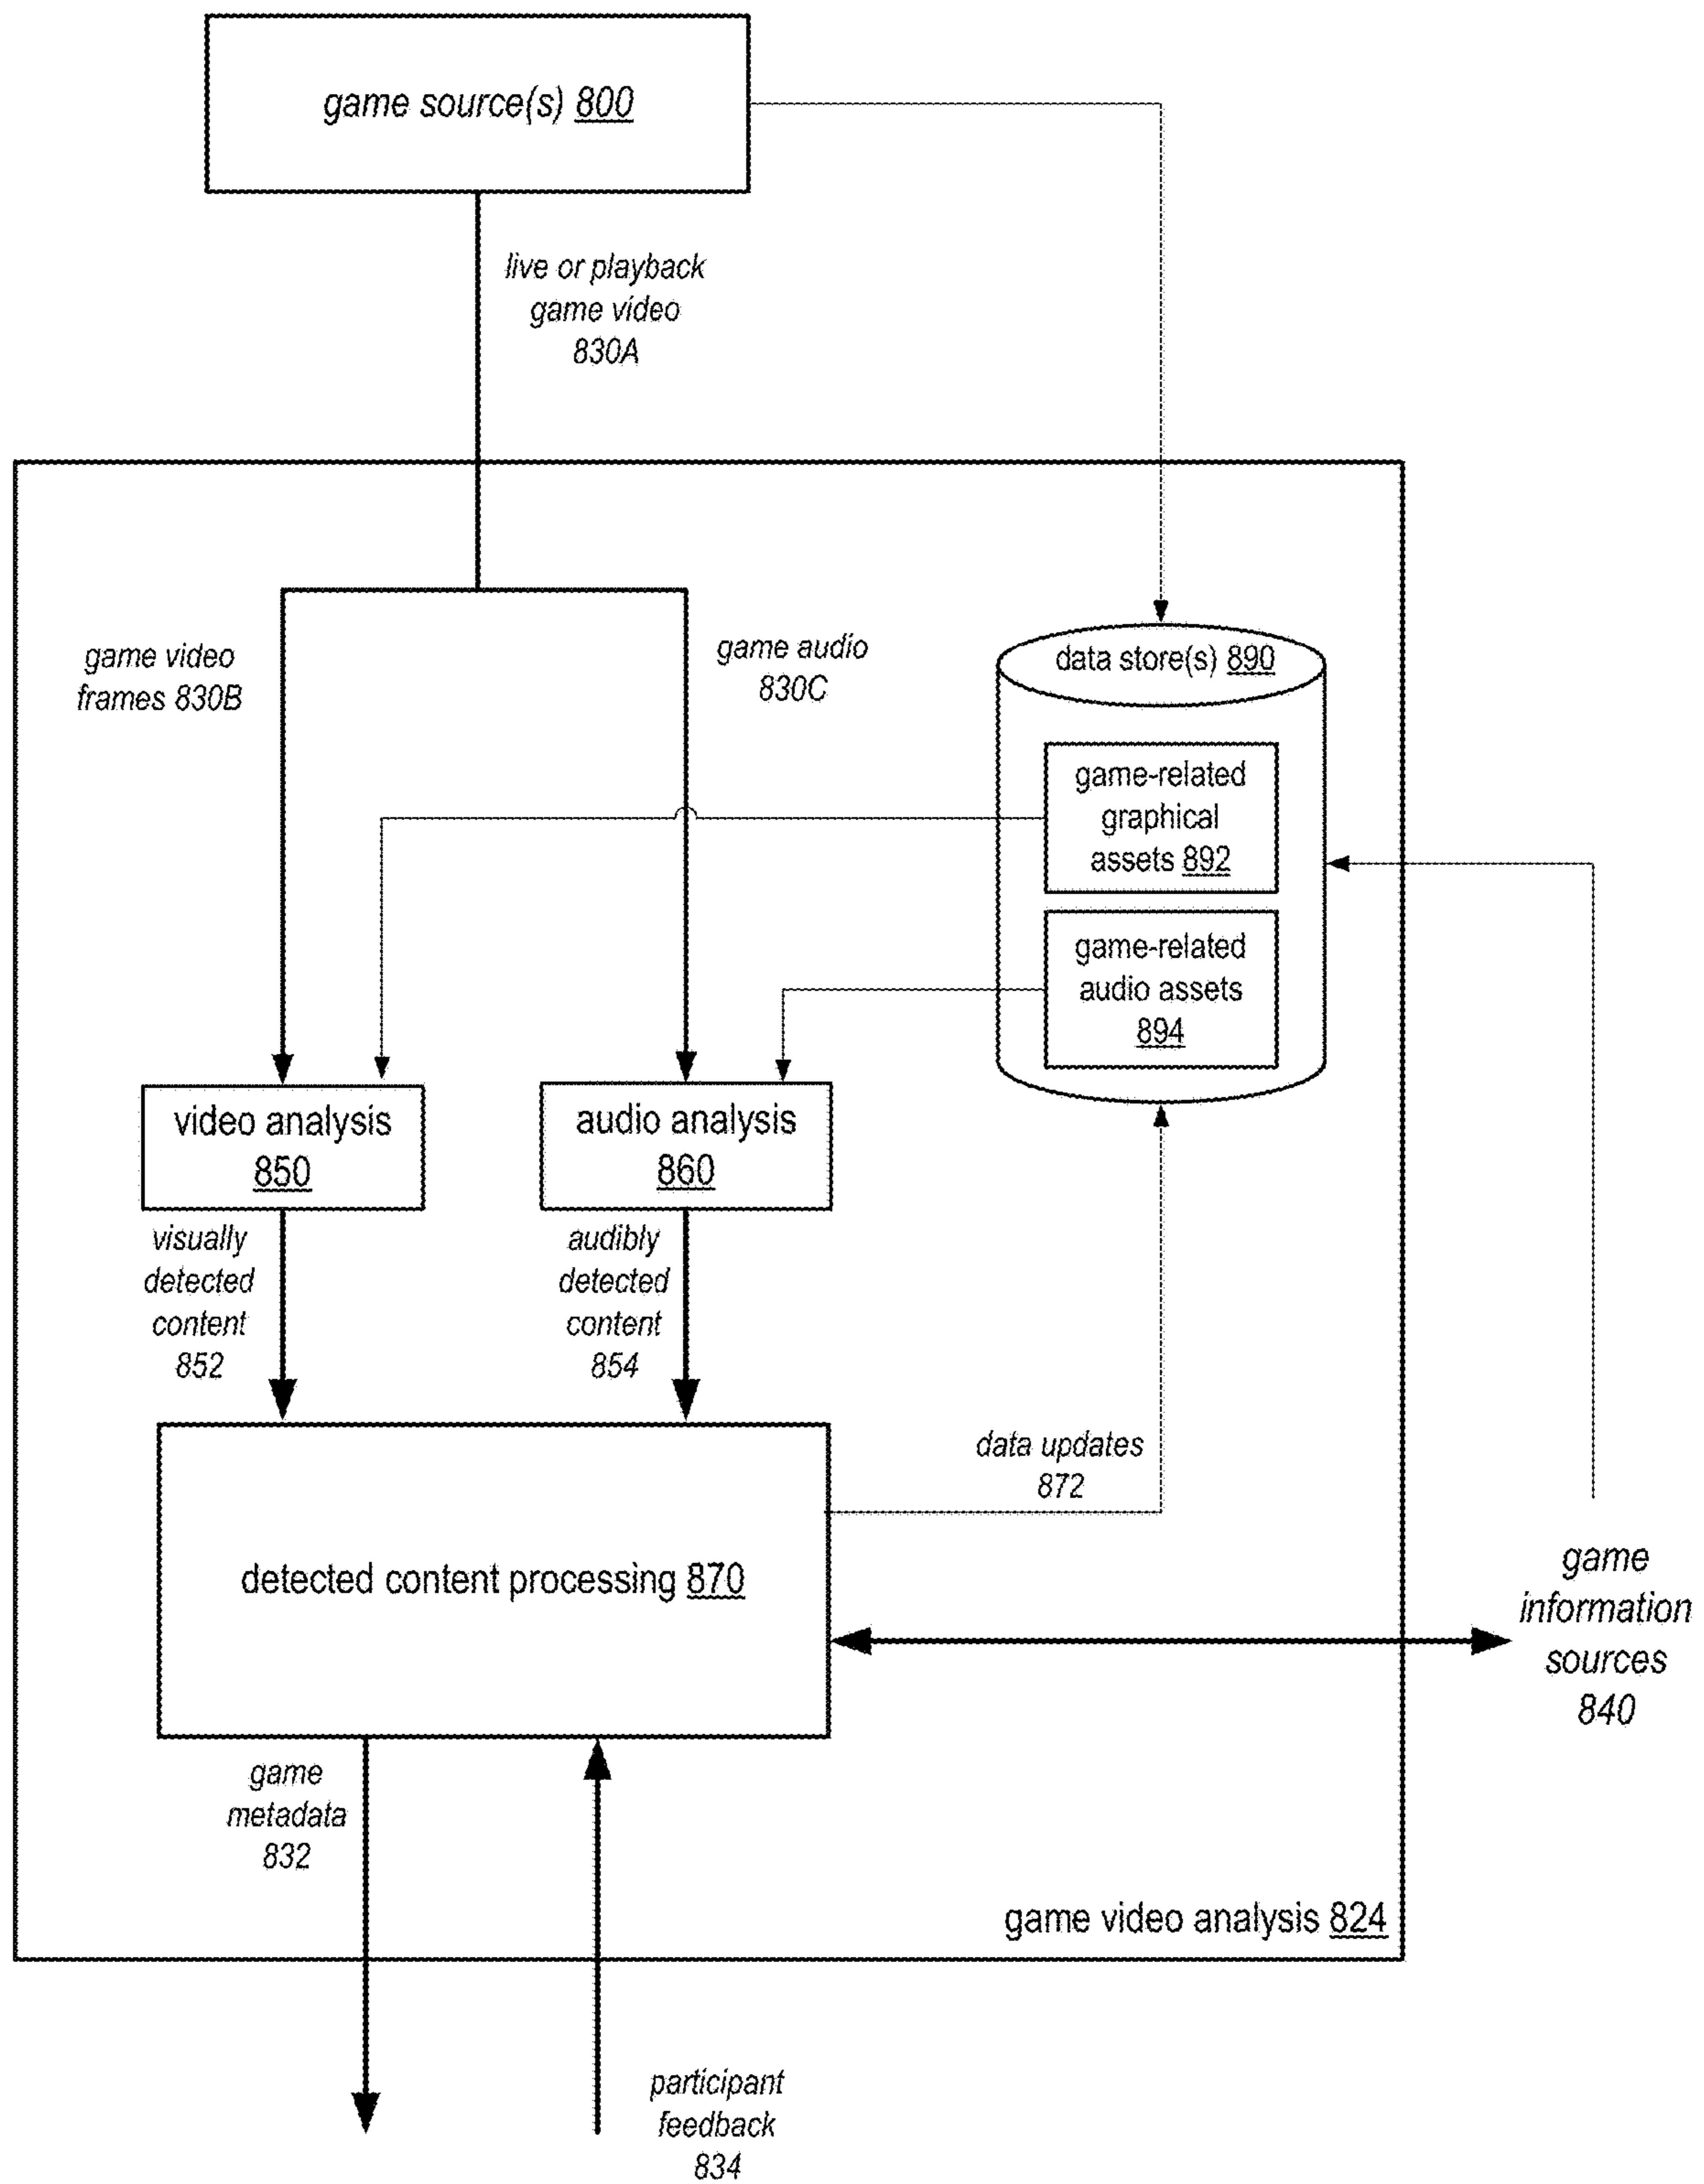 game source(s) 800
live or playback
game video
830A
game video
frames 830B
game audio
830C
data store(s) 890
game-related
graphical
assets 892
game-related
audio assets
894
video analysis
850
audio analysis
860
visually
detected
content
852
audibly
detected
content
854
data updates
872
detected content processing 870
game
information
sources
840
game
metadata
832
game video analysis 824
participant
feedback
834